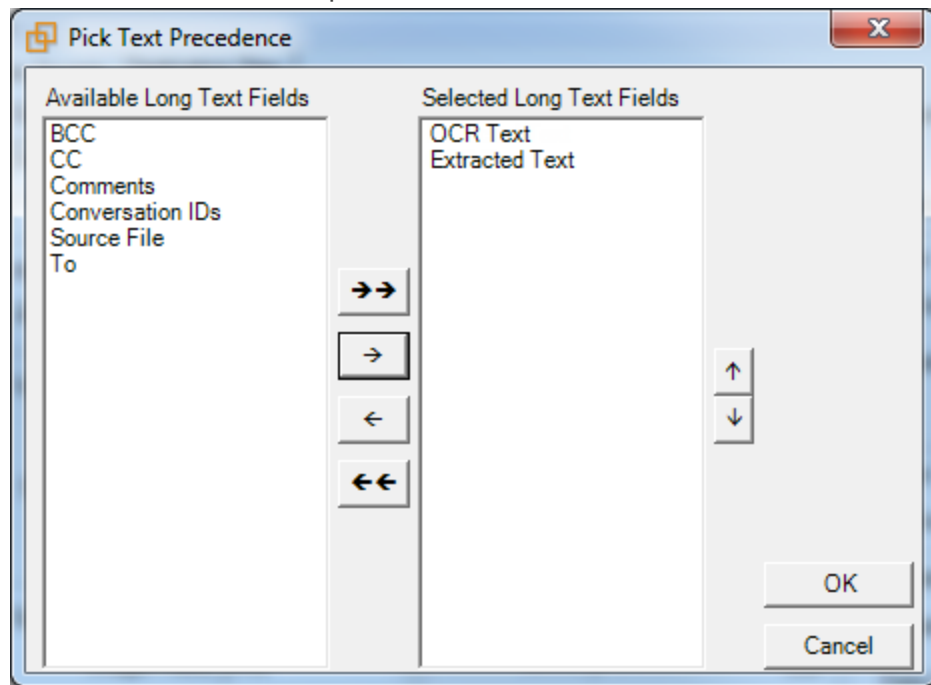 Pick Text Precedence
Available Long Text Fields
BCC
CC
Comments
Conversation IDs
Source File
To
→→
→
←
←←
Selected Long Text Fields
OCR Text
Extracted Text
↑
↓
OK
Cancel